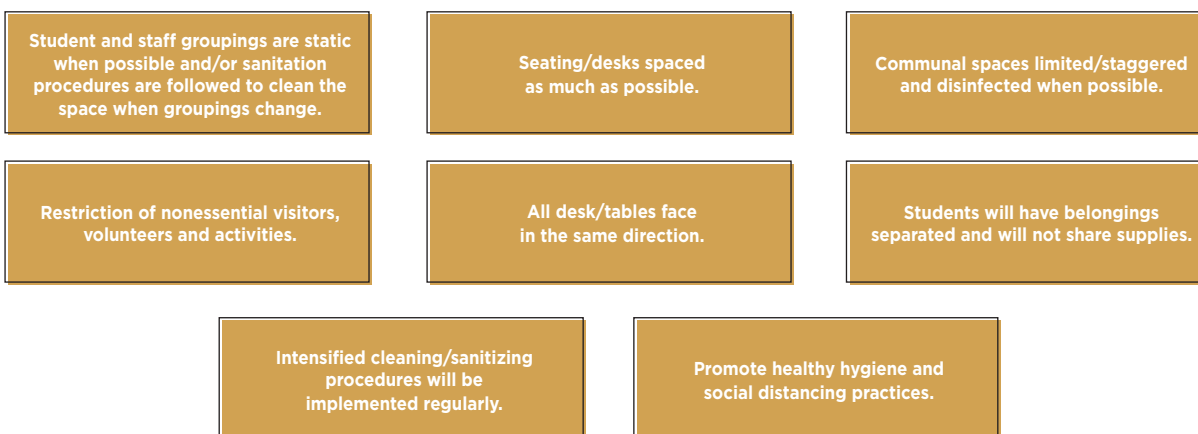 Student and staff groupings are static
when possible and/or sanitation
procedures are followed to clean the
space when groupings change.
Seating/desks spaced
as much as possible.
Communal spaces limited/staggered
and disinfected when possible.
Restriction of nonessential visitors,
volunteers and activities.
All desk/tables face
in the same direction.
Students will have belongings
separated and will not share supplies.
Intensified cleaning/sanitizing
procedures will be
implemented regularly.
Promote healthy hygiene and
social distancing practices.